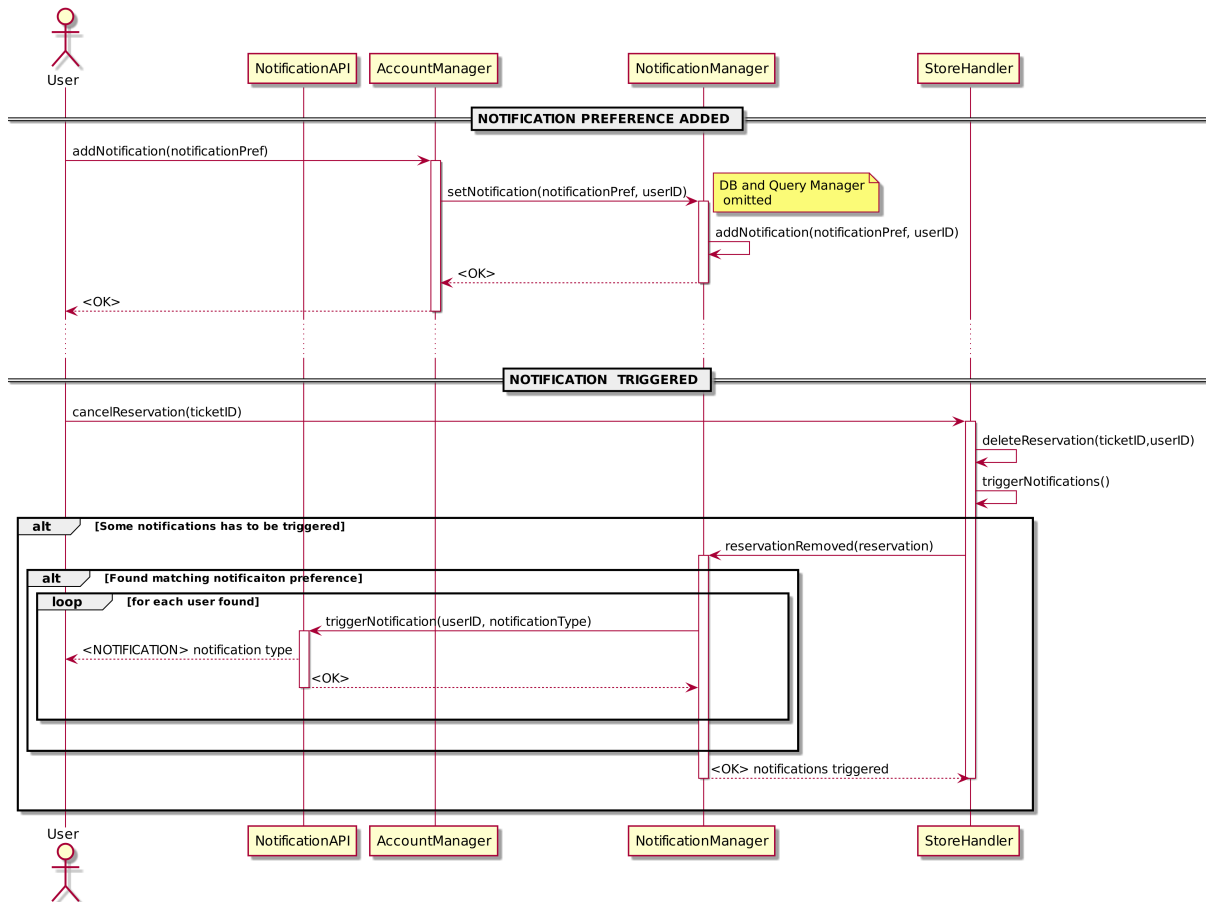 User
NotificationAPI
AccountManager
NotificationManager
StoreHandler
NOTIFICATION PREFERENCE ADDED
addNotification(notificationPref)
DB and Query Manager
omitted
setNotification(notificationPref, userID)
addNotification(notificationPref, userID)
<OK>
<OK>
NOTIFICATION  TRIGGERED
cancelReservation(ticketID)
deleteReservation(ticketID,userID)
triggerNotifications()
alt [Some notifications has to be triggered]
reservationRemoved(reservation)
alt [Found matching notificaiton preference]
loop [for each user found]
triggerNotification(userID, notificationType)
<NOTIFICATION> notification type
<OK>
<OK> notifications triggered
User
NotificationAPI
AccountManager
NotificationManager
StoreHandler